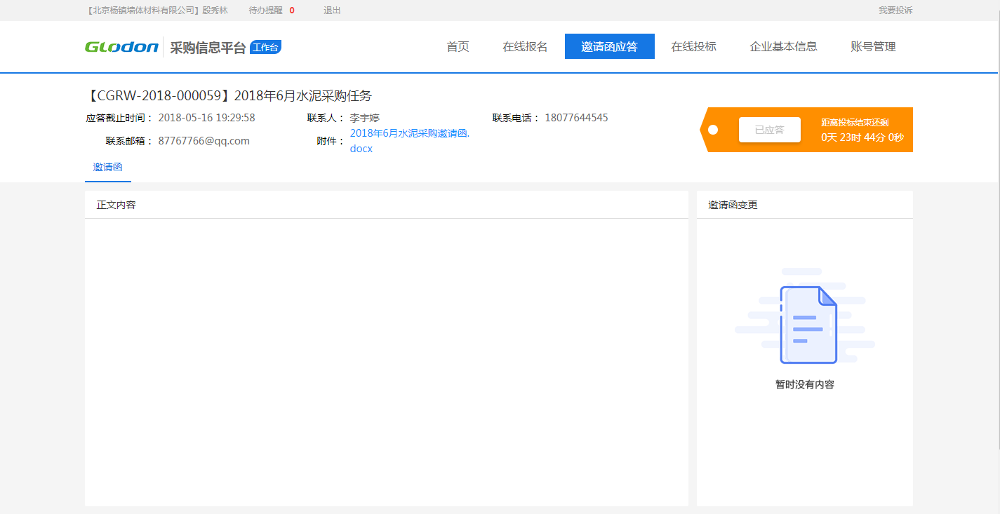 【北京杨镇墙体材料有限公司】殷秀林 待办提醒 0 退出 我要投诉
GLodon 采购信息平台 工作台 首页 在线报名 邀请函应答 在线投标 企业基本信息 账号管理
【CGRW-2018-000059】2018年6月水泥采购任务
应答截止时间： 2018-05-16 19:29:58 联系人： 李宇婷 联系电话： 18077644545
联系邮箱： 87767766@qq.com 附件： 2018年6月水泥采购邀请函.
docx
已应答 距离投标结束还剩
0天 23时 44分 0秒
邀请函
正文内容 邀请函变更
暂时没有内容